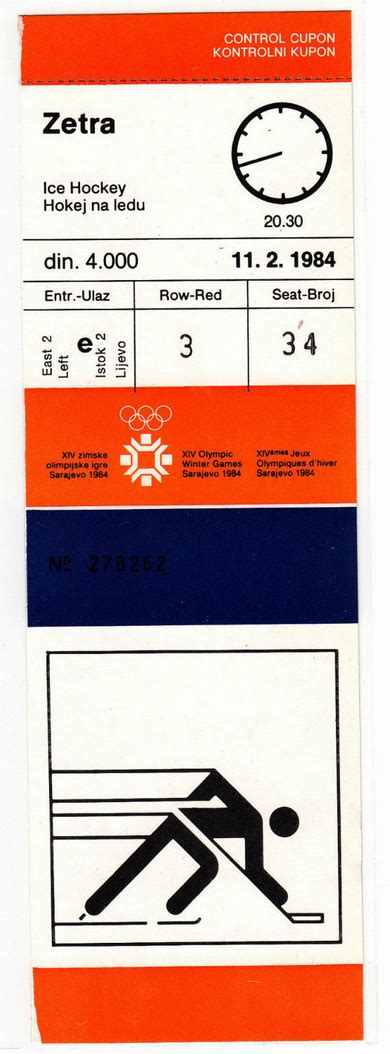 CONTROL CUPON
KONTROLNI KUPON
Zetra
Ice Hockey
Hokej na ledu
20.30
din. 4.000
11. 2. 1984
Entr.-Ulaz
Row-Red
Seat-Broj
East 2
Left
e
Istok 2
Lijevo
3
34
XIV zimske
olimpijske igre
Sarajevo 1984
XIV Olympic
Winter Games
Sarajevo 1984
XIVèmes Jeux
Olympiques d'hiver
Sarajevo 1984
Nº 278262